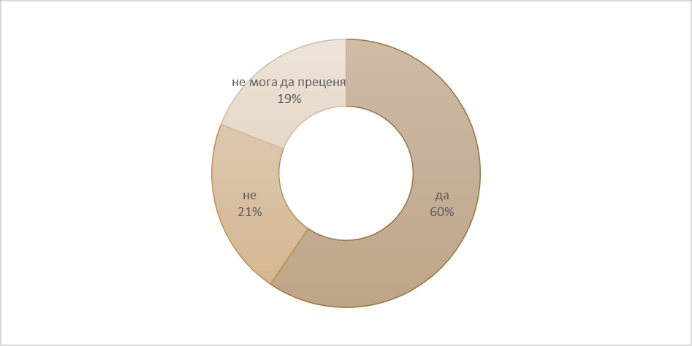 не мога да преценя
19%
не
21%
да
60%